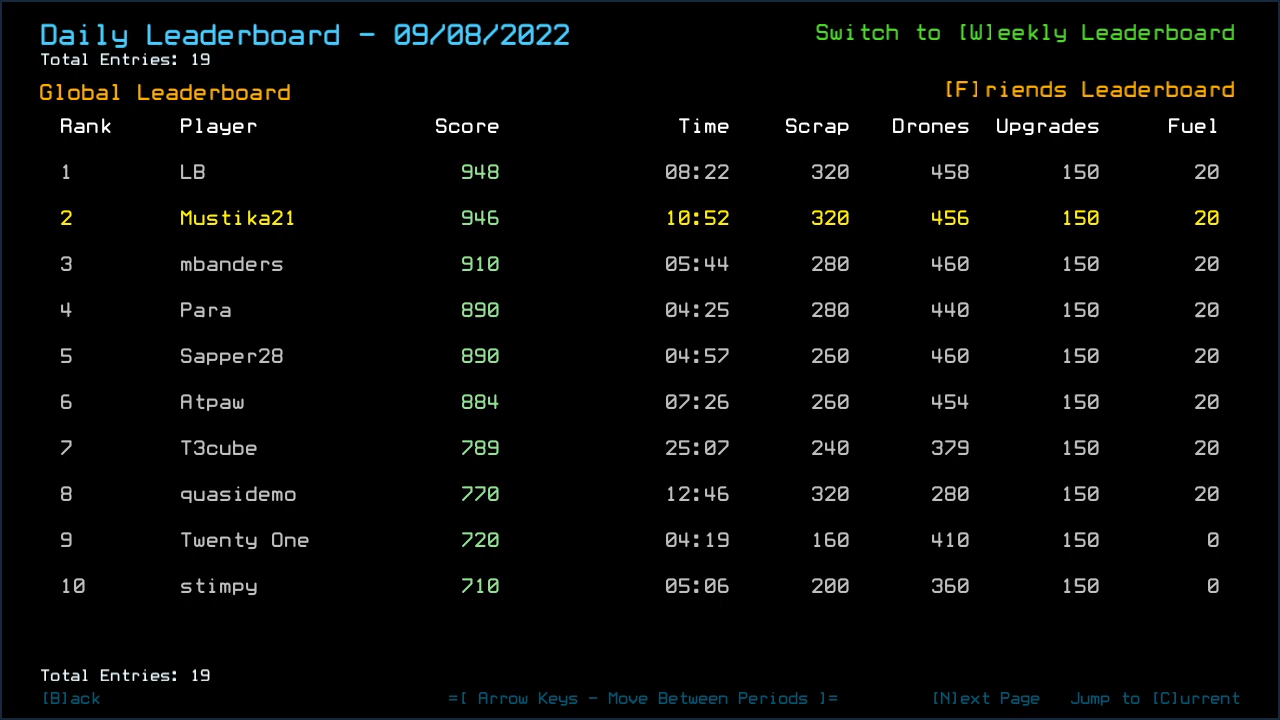 Daily Leaderboard - 09/08/2022 Switch to [W]eekly Leaderboard
Total Entries: 19
Global Leaderboard [F]riends Leaderboard
Rank Player Score Time Scrap Drones Upgrades Fuel
1 LB 948 08:22 320 458 150 20
2 Mustika21 946 10:52 320 456 150 20
3 mbanders 910 05:44 280 460 150 20
4 Para 890 04:25 280 440 150 20
5 Sapper28 890 04:57 260 460 150 20
6 Atpaw 884 07:26 260 454 150 20
7 T3cube 789 25:07 240 379 150 20
8 quasidemo 770 12:46 320 280 150 20
9 Twenty One 720 04:19 160 410 150 0
10 stimpy 710 05:06 200 360 150 0
Total Entries: 19
[B]ack =[ Arrow Keys - Move Between Periods ]= [N]ext Page Jump to [C]urrent